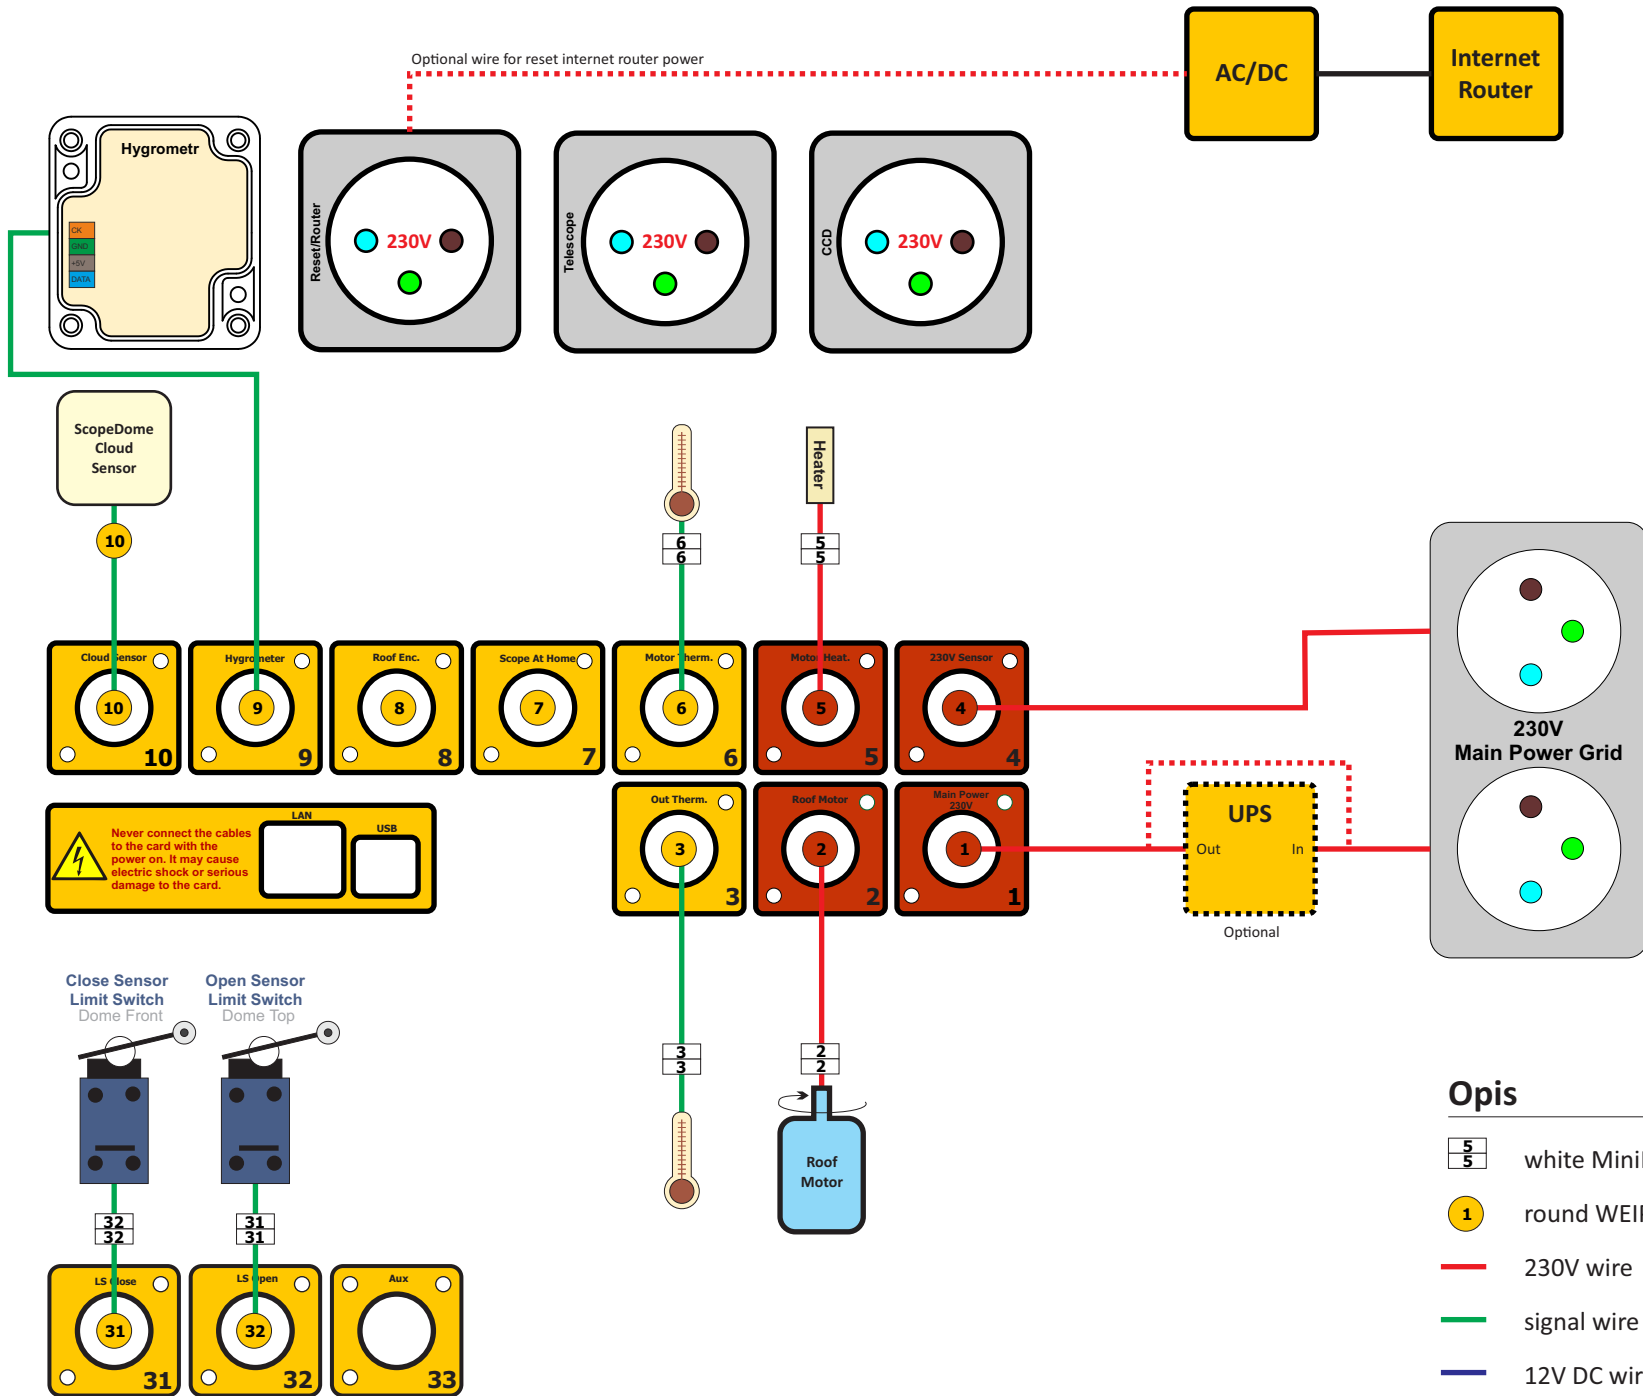 Optional wire for reset internet router power
AC/DC
Internet
Router
Hygrometr
CK
GND
+5V
DATA
Reset/Router
230V
Telescope
230V
CCD
230V
ScopeDome
Cloud
Sensor
10
6
6
Heater
5
5
Cloud Sensor
10
10
Hygrometer
9
9
Roof Enc.
8
8
Scope At Home
7
7
Motor Therm.
6
6
Motor Heat.
5
5
230V Sensor
4
4
230V
Main Power Grid
Never connect the cables
to the card with the
power on. It may cause
electric shock or serious
damage to the card.
LAN
USB
Out Therm.
3
3
Roof Motor
2
2
Main Power
230V
1
1
UPS
Out
In
Optional
Close Sensor
Limit Switch
Dome Front
Open Sensor
Limit Switch
Dome Top
3
3
2
2
Roof
Motor
32
32
31
31
LS Close
31
31
LS Open
32
32
Aux
33
Opis
5
5
white Mini
1
round WEI
230V wire
signal wire
12V DC wir